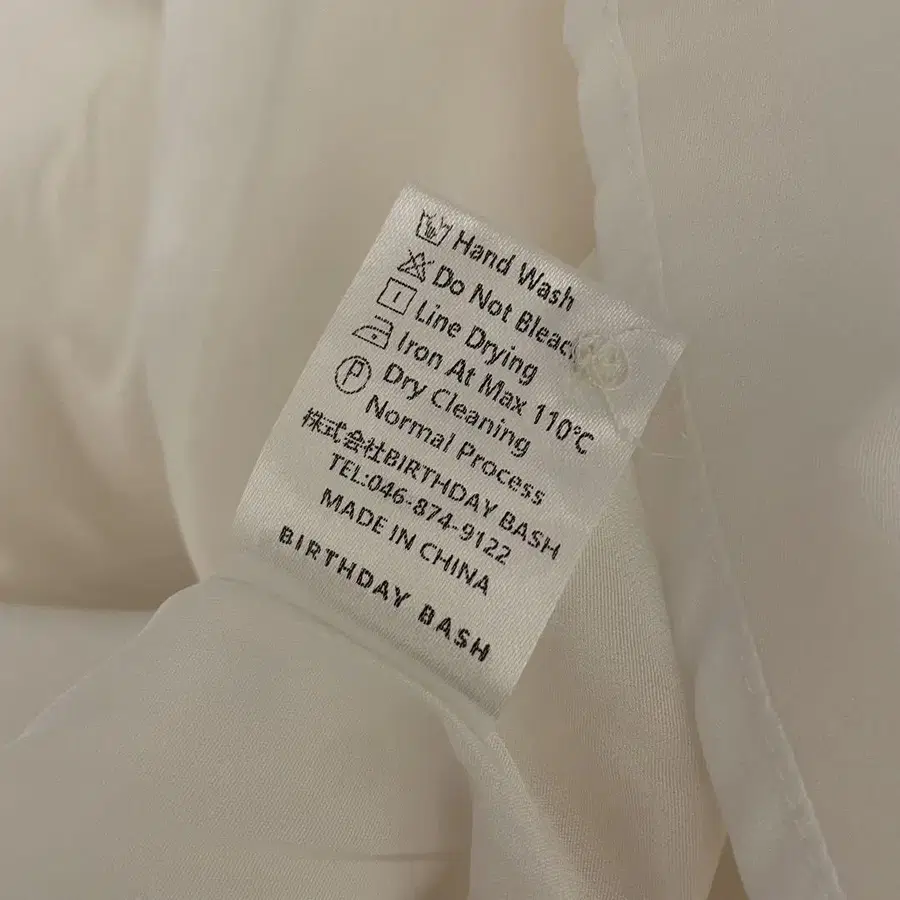 Hand Wash
Do Not Bleac
Line Drying
Iron At Max 110℃
P Dry Cleaning
Normal Process
株式会社BIRTHDAY BASH
TEL:046-874-9122
MADE IN CHINA
BIRTHDAY BASH